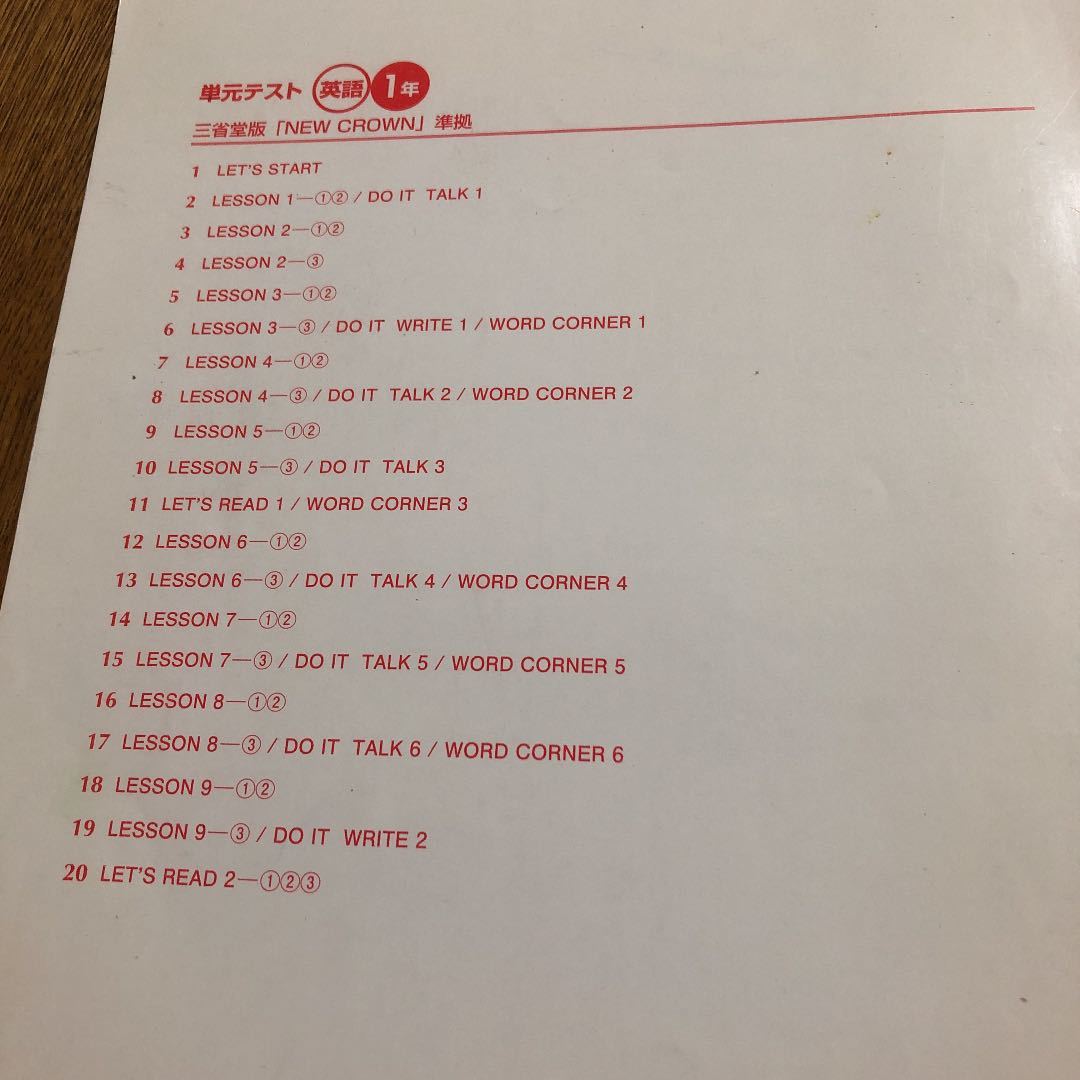 単元テスト 英語 1年
三省堂版「NEW CROWN」準拠
1 LET'S START
2 LESSON 1―①② / DO IT TALK 1
3 LESSON 2―①②
4 LESSON 2―③
5 LESSON 3―①②
6 LESSON 3―③ / DO IT WRITE 1 / WORD CORNER 1
7 LESSON 4―①②
8 LESSON 4―③ / DO IT TALK 2 / WORD CORNER 2
9 LESSON 5―①②
10 LESSON 5―③ / DO IT TALK 3
11 LET'S READ 1 / WORD CORNER 3
12 LESSON 6―①②
13 LESSON 6―③ / DO IT TALK 4 / WORD CORNER 4
14 LESSON 7―①②
15 LESSON 7―③ / DO IT TALK 5 / WORD CORNER 5
16 LESSON 8―①②
17 LESSON 8―③ / DO IT TALK 6 / WORD CORNER 6
18 LESSON 9―①②
19 LESSON 9―③ / DO IT WRITE 2
20 LET'S READ 2―①②③